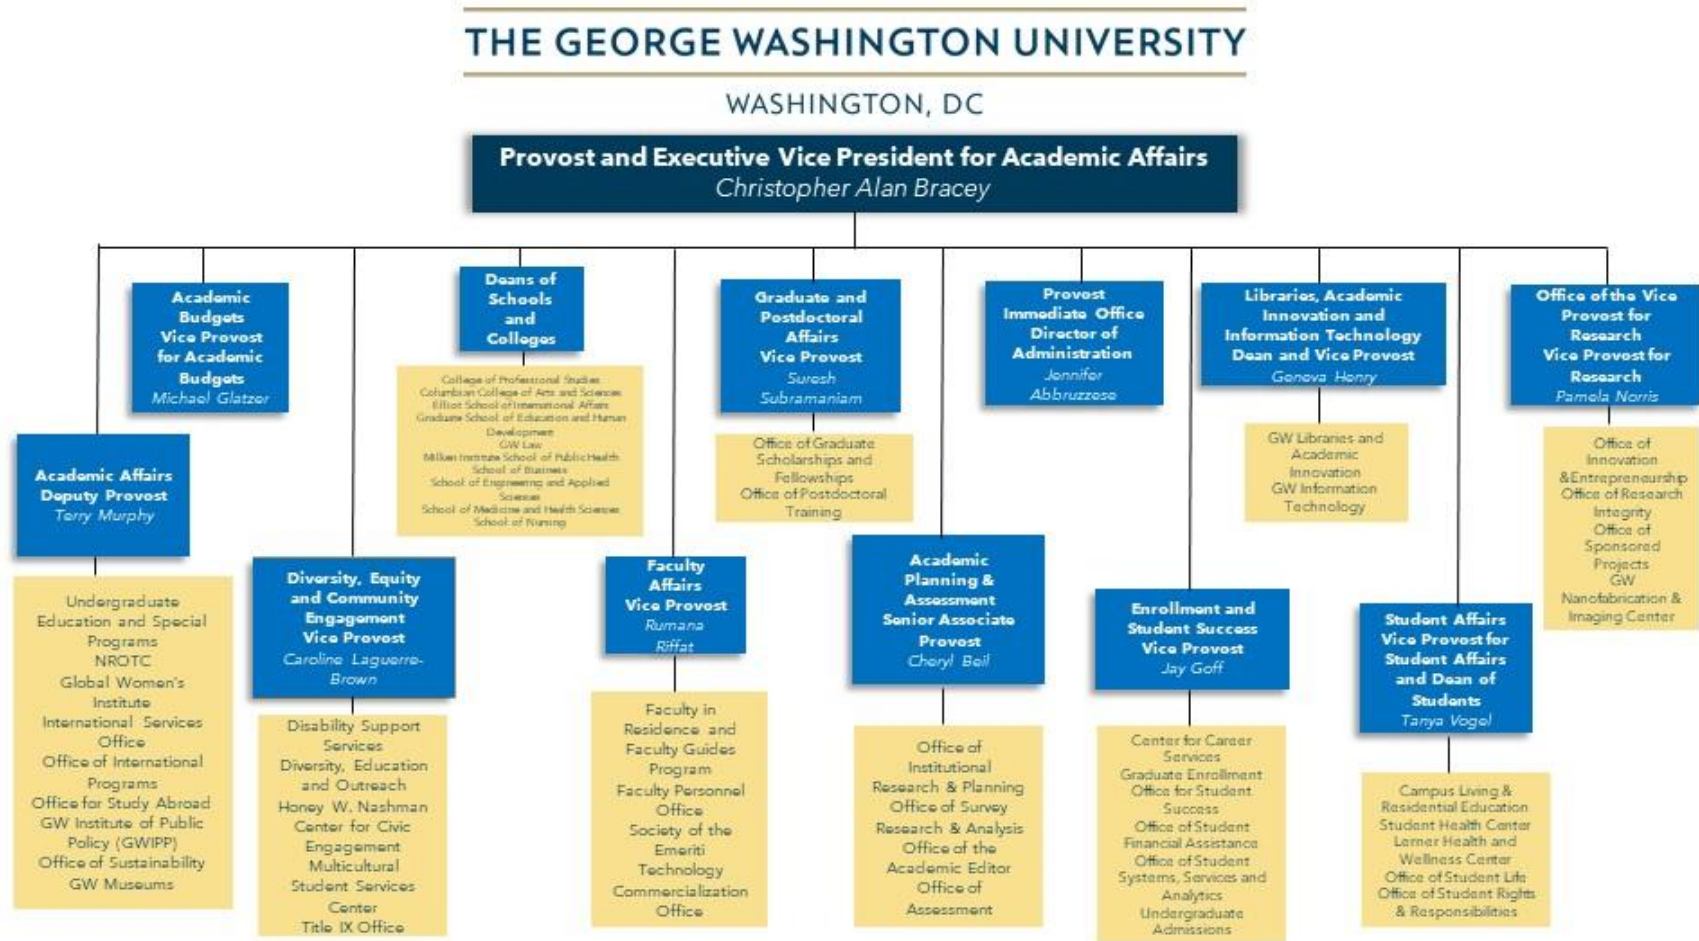 THE GEORGE WASHINGTON UNIVERSITY
WASHINGTON, DC
Provost and Executive Vice President for Academic Affairs
Christopher Alan Bracey
Academic
Budgets
Vice Provost
for Academic
Budgets
Michael Glatzer
Deans of
Schools
and
Colleges
College of Professional Studies
Columbian College of Arts and Sciences
Elliot School of International Affairs
Graduate School of Education and Human
Development
GW Law
Milken Institute School of Public Health
School of Business
School of Engineering and Applied
Sciences
School of Medicine and Health Sciences
School of Nursing
Graduate and
Postdoctoral
Affairs
Vice Provost
Suresh
Subramaniam
Office of Graduate
Scholarships and
Fellowships
Office of Postdoctoral
Training
Provost
Immediate Office
Director of
Administration
Jennifer
Abbruzzese
Libraries, Academic
Innovation and
Information Technology
Dean and Vice Provost
Geneva Henry
GW Libraries and
Academic
Innovation
GW Information
Technology
Office of the Vice
Provost for
Research
Vice Provost for
Research
Pamela Norris
Office of
Innovation
&Entrepreneurship
Office of Research
Integrity
Office of
Sponsored
Projects
GW
Nanofabrication &
Imaging Center
Academic Affairs
Deputy Provost
Terry Murphy
Undergraduate
Education and Special
Programs
NROTC
Global Women's
Institute
International Services
Office
Office of International
Programs
Office for Study Abroad
GW Institute of Public
Policy (GWIPP)
Office of Sustainability
GW Museums
Diversity, Equity
and Community
Engagement
Vice Provost
Caroline Laguerre-
Brown
Disability Support
Services
Diversity, Education
and Outreach
Honey W. Nashman
Center for Civic
Engagement
Multicultural
Student Services
Center
Title IX Office
Faculty
Affairs
Vice Provost
Rumana
Riffat
Faculty in
Residence and
Faculty Guides
Program
Faculty Personnel
Office
Society of the
Emeriti
Technology
Commercialization
Office
Academic
Planning &
Assessment
Senior Associate
Provost
Cheryl Beil
Office of
Institutional
Research & Planning
Office of Survey
Research & Analysis
Office of the
Academic Editor
Office of
Assessment
Enrollment and
Student Success
Vice Provost
Jay Goff
Center for Career
Services
Graduate Enrollment
Office for Student
Success
Office of Student
Financial Assistance
Office of Student
Systems, Services and
Analytics
Undergraduate
Admissions
Student Affairs
Vice Provost for
Student Affairs
and Dean of
Students
Tanya Vogel
Campus Living &
Residential Education
Student Health Center
Lerner Health and
Wellness Center
Office of Student Life
Office of Student Rights
& Responsibilities